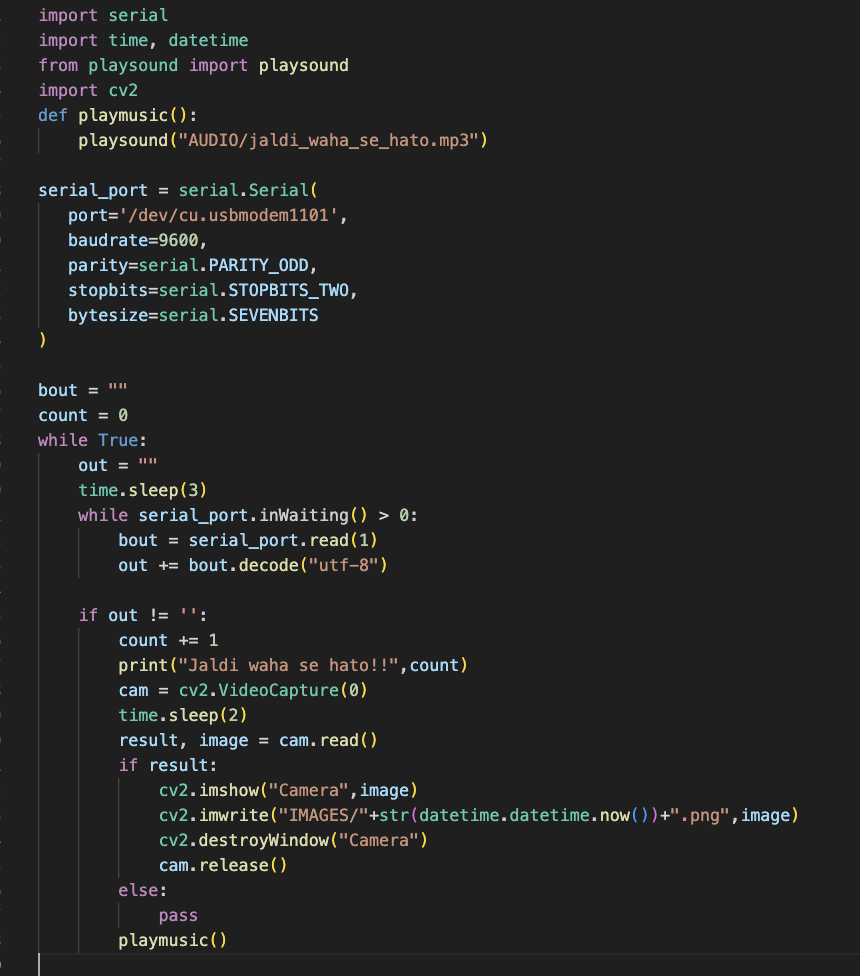 import serial
import time, datetime
from playsound import playsound
import cv2
def playmusic():
    playsound("AUDIO/jaldi_waha_se_hato.mp3")

serial_port = serial.Serial(
   port='/dev/cu.usbmodem1101',
   baudrate=9600,
   parity=serial.PARITY_ODD,
   stopbits=serial.STOPBITS_TWO,
   bytesize=serial.SEVENBITS
)

bout = ""
count = 0
while True:
    out = ""
    time.sleep(3)
    while serial_port.inWaiting() > 0:
        bout = serial_port.read(1)
        out += bout.decode("utf-8")

    if out != '':
        count += 1
        print("Jaldi waha se hato!!",count)
        cam = cv2.VideoCapture(0)
        time.sleep(2)
        result, image = cam.read()
        if result:
            cv2.imshow("Camera",image)
            cv2.imwrite("IMAGES/"+str(datetime.datetime.now())+".png",image)
            cv2.destroyWindow("Camera")
            cam.release()
        else:
            pass
        playmusic()